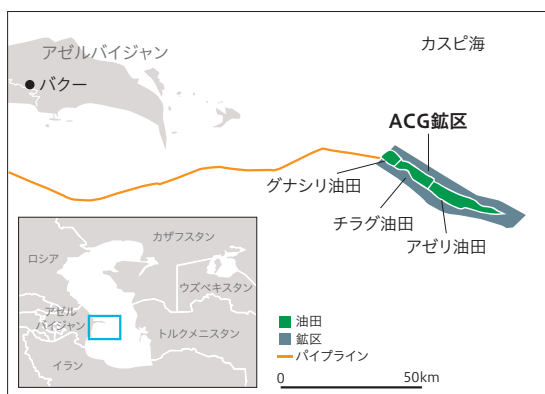 アゼルバイジャン
カスピ海
バクー
ACG鉱区
グナシリ油田
チラグ油田
アゼリ油田
カザフスタン
ロシア
ウズベキスタン
アゼル
バイジャン
トルクメニスタン
イラン
油田
鉱区
パイプライン
0 50km